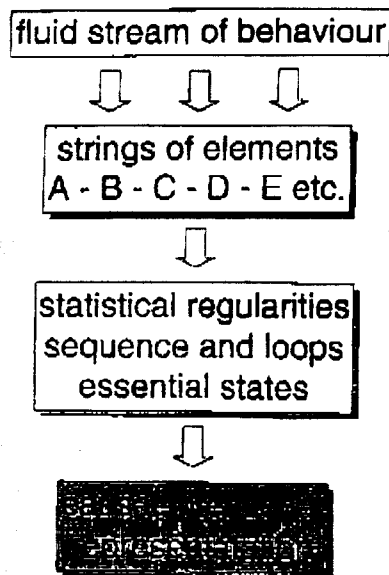 fluid stream of behaviour
strings of elements
A - B - C - D - E etc.
statistical regularities
sequence and loops
essential states